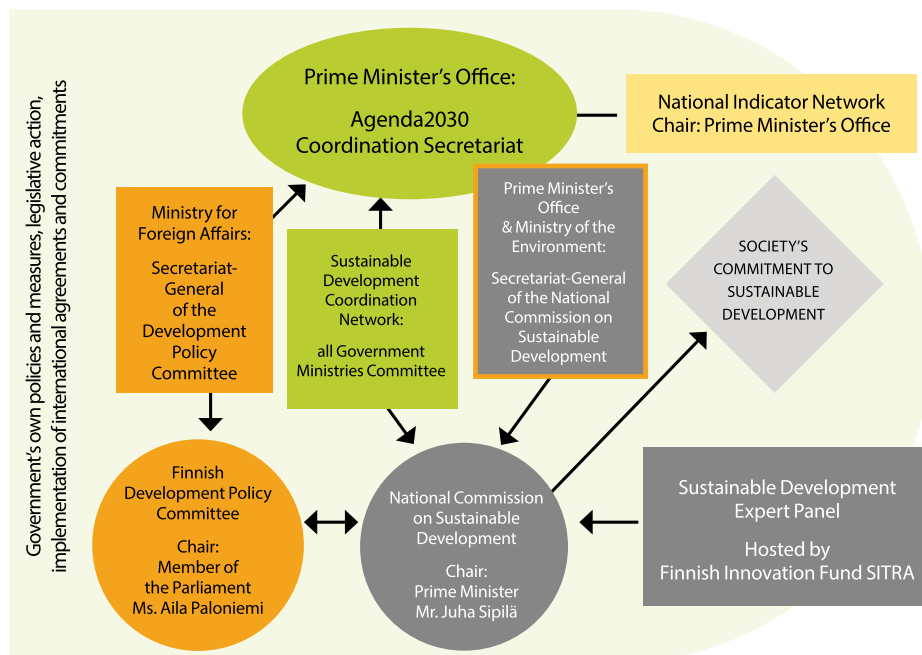 Government's own policies and measures, legislative action,
implementation of international agreements and commitments
Prime Minister's Office:
Agenda2030
Coordination Secretariat
National Indicator Network
Chair: Prime Minister's Office
Ministry for
Foreign Affairs:
Secretariat-
General
of the
Development
Policy
Committee
Sustainable
Development
Coordination
Network:
all Government
Ministries Committee
Prime Minister's
Office
& Ministry of the
Environment:
Secretariat-General
of the National
Commission on
Sustainable
Development
SOCIETY'S
COMMITMENT TO
SUSTAINABLE
DEVELOPMENT
Finnish
Development Policy
Committee
Chair:
Member of
the Parliament
Ms. Aila Paloniemi
National Commission
on Sustainable
Development
Chair:
Prime Minister
Mr. Juha Sipilä
Sustainable Development
Expert Panel
Hosted by
Finnish Innovation Fund SITRA